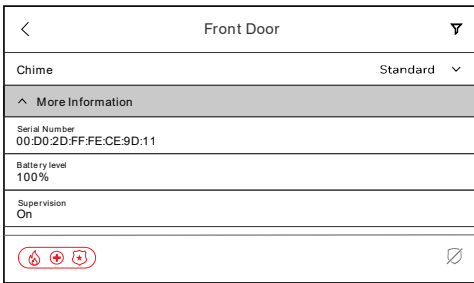 Front Door
Chime Standard
More Information
Serial Number
00:D0:2D:FF:FE:CE:9D:11
Battery level
100%
Supervision
On